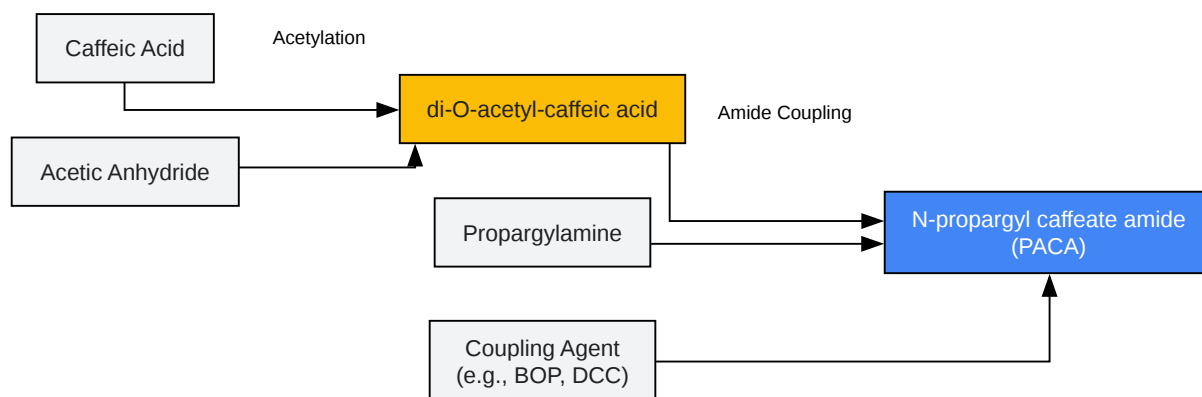 Caffeic Acid
Acetylation
di-O-acetyl-caffeic acid
Amide Coupling
Acetic Anhydride
Propargylamine
N-propargyl caffeate amide
(PACA)
Coupling Agent
(e.g., BOP, DCC)